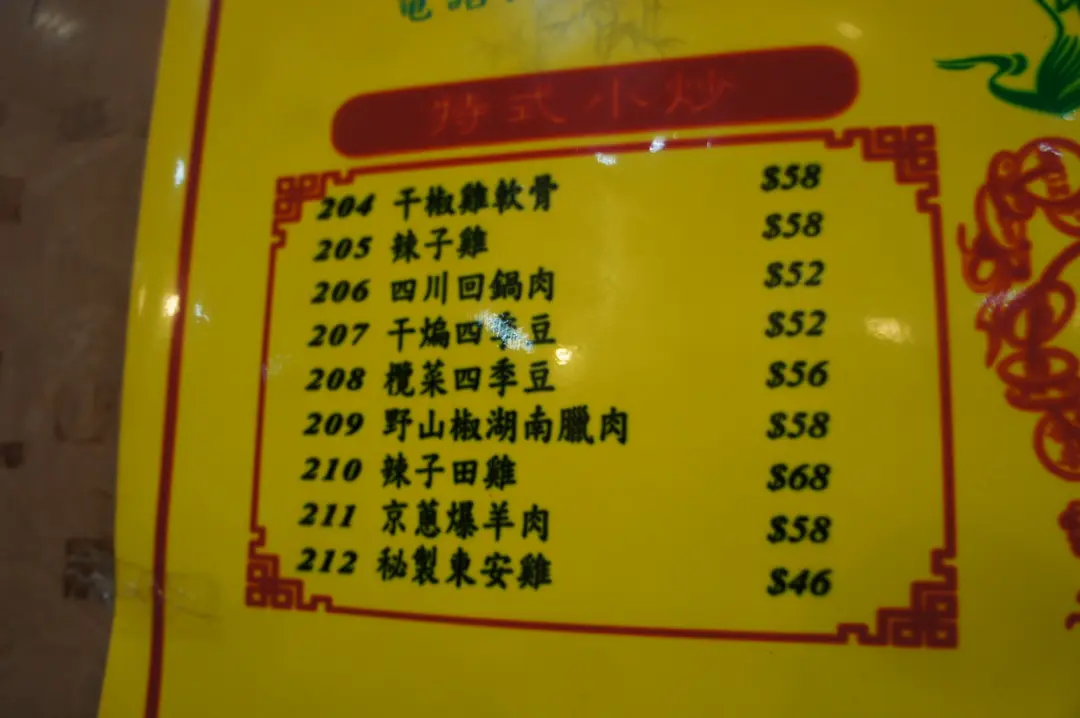 特式小炒
204 干椒雞軟骨 $58
205 辣子雞 $58
206 四川回鍋肉 $52
207 干煸四季豆 $52
208 欖菜四季豆 $56
209 野山椒湖南臘肉 $58
210 辣子田雞 $68
211 京蔥爆羊肉 $58
212 秘製東安雞 $46